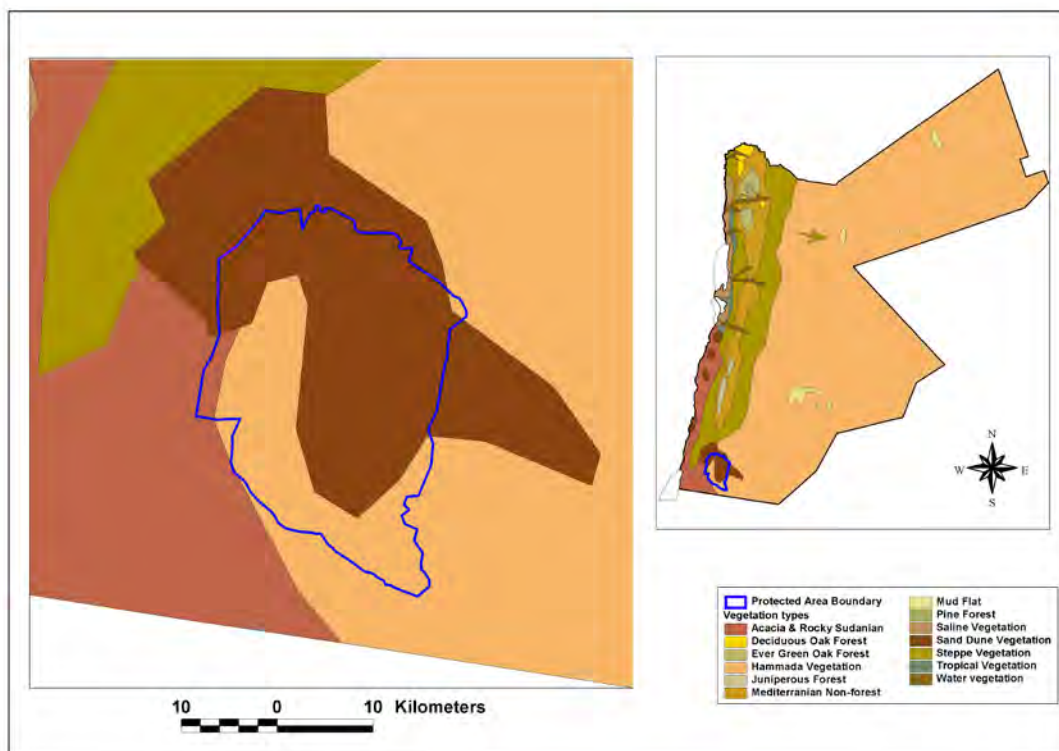 N
W E
S
Protected Area Boundary
Vegetation types
Acacia & Rocky Sudanian
Deciduous Oak Forest
Ever Green Oak Forest
Hammada Vegetation
Juniperous Forest
Mediterranian Non-forest
Mud Flat
Pine Forest
Saline Vegetation
Sand Dune Vegetation
Steppe Vegetation
Tropical Vegetation
Water vegetation
10 0 10 Kilometers